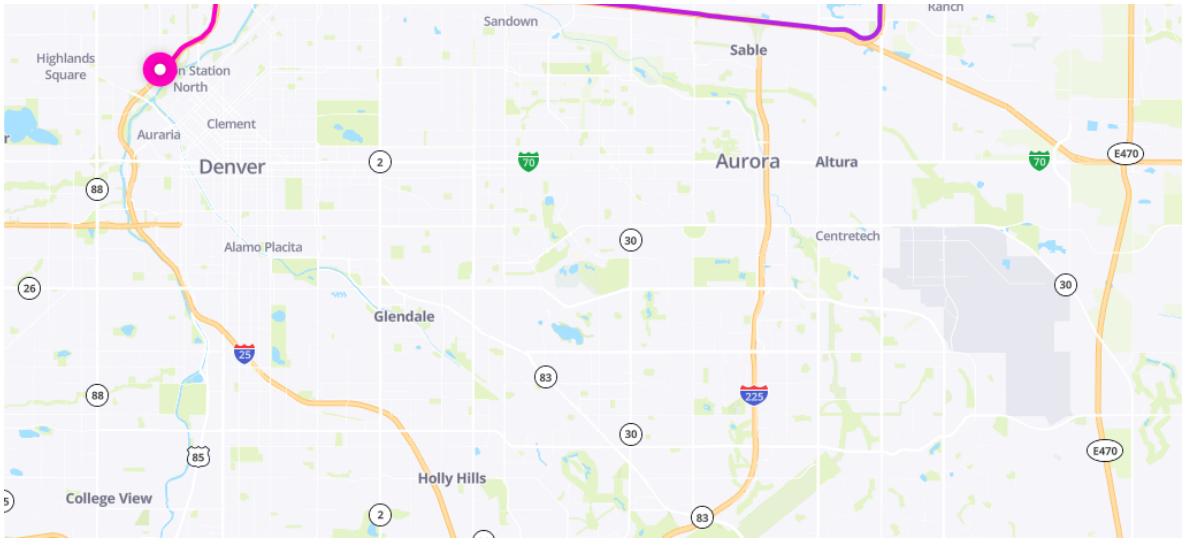 Ranch
Sandown
Sable
Highlands
Square
n Station
North
Clement
Auraria
r
Denver
2
70
Aurora
Altura
70
E470
88
30
Centretech
Alamo Placita
26
30
Glendale
25
83
88
225
30
85
E470
Holly Hills
College View
5
2
83